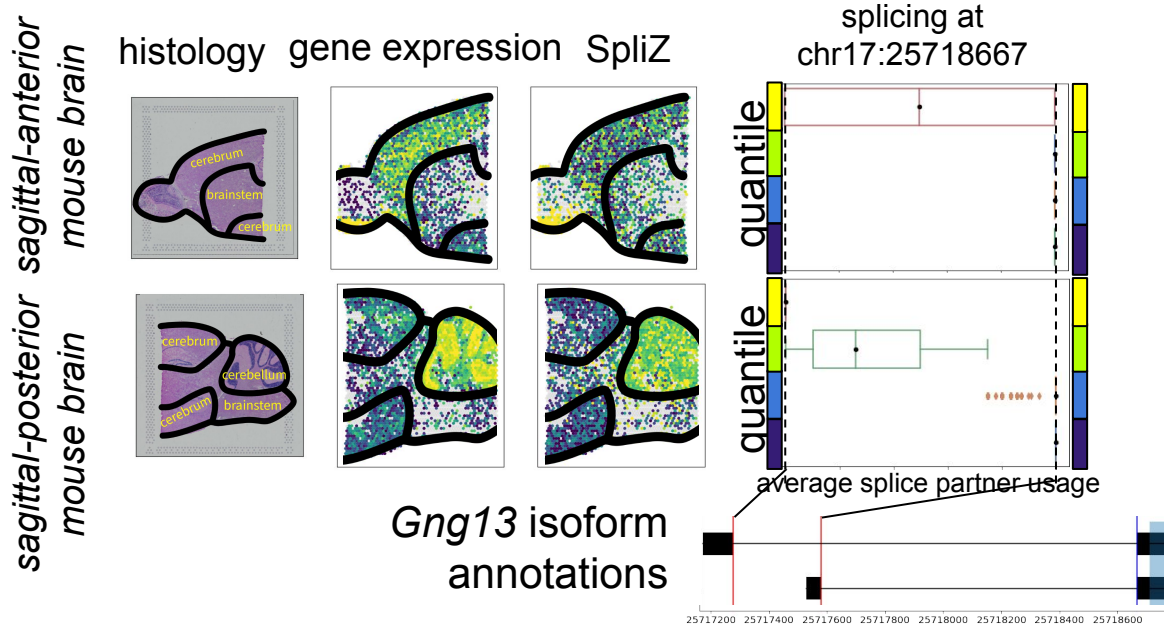 histology
gene expression
SpliZ
splicing at
chr17:25718667
sagittal-anterior
mouse brain
cerebrum
brainstem
cerebrum
quantile
sagittal-posterior
mouse brain
cerebrum
cerebellum
brainstem
cerebrum
quantile
average splice partner usage
Gng13 isoform
annotations
25717200 25717400 25717600 25717800 25718000 25718200 25718400 25718600